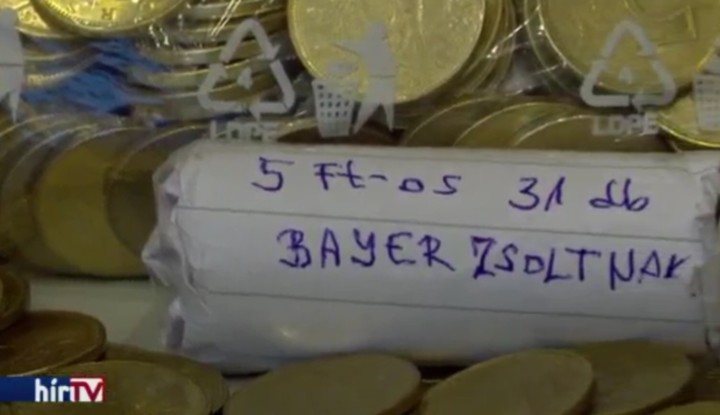 LDPE
LDPE
5 Ft-os 31 db
BAYER ZSOLTNAK
hírTV